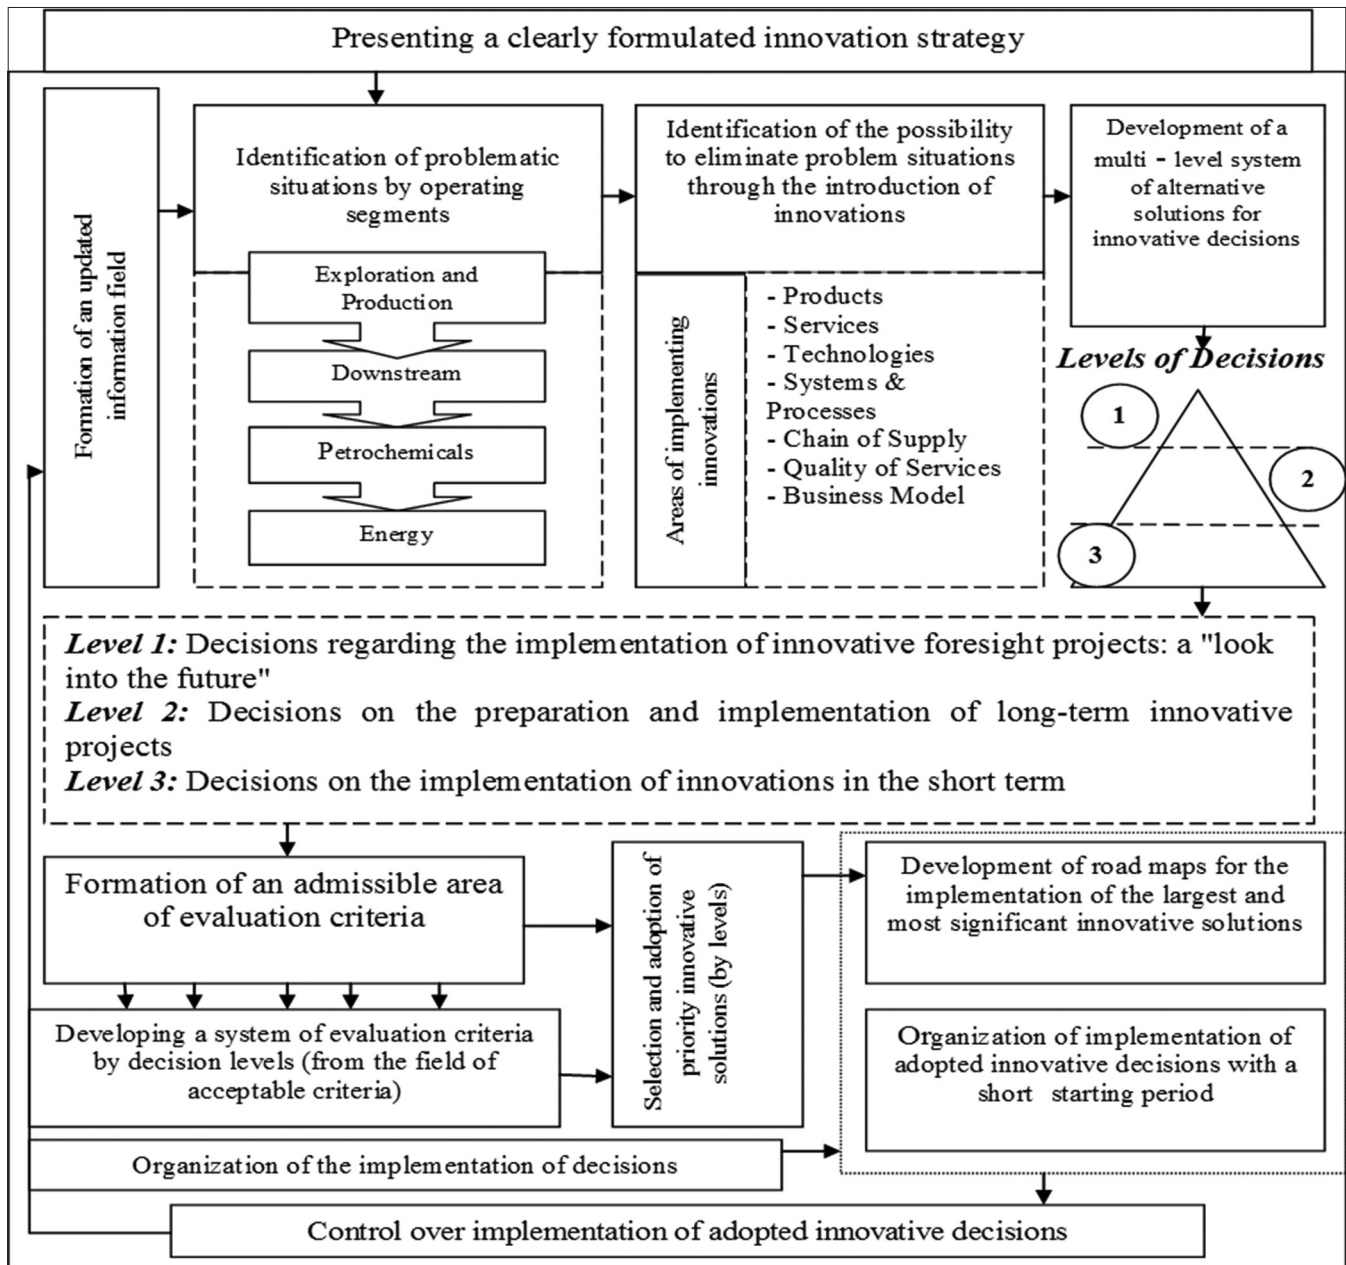 Presenting a clearly formulated innovation strategy
Formation of an updated
information field
Identification of problematic
situations by operating
segments
Exploration and
Production
Downstream
Petrochemicals
Energy
Identification of the possibility
to eliminate problem situations
through the introduction of
innovations
Areas of implementing
innovations
- Products
- Services
- Technologies
- Systems &
Processes
- Chain of Supply
- Quality of Services
- Business Model
Development of a
multi - level system
of alternative
solutions for
innovative decisions
Levels of Decisions
1
2
3
Level 1: Decisions regarding the implementation of innovative foresight projects: a "look
into the future"
Level 2: Decisions on the preparation and implementation of long-term innovative
projects
Level 3: Decisions on the implementation of innovations in the short term
Formation of an admissible area
of evaluation criteria
Developing a system of evaluation criteria
by decision levels (from the field of
acceptable criteria)
Selection and adoption of
priority innovative
solutions (by levels)
Development of road maps for the
implementation of the largest and
most significant innovative solutions
Organization of implementation of
adopted innovative decisions with a
short starting period
Organization of the implementation of decisions
Control over implementation of adopted innovative decisions